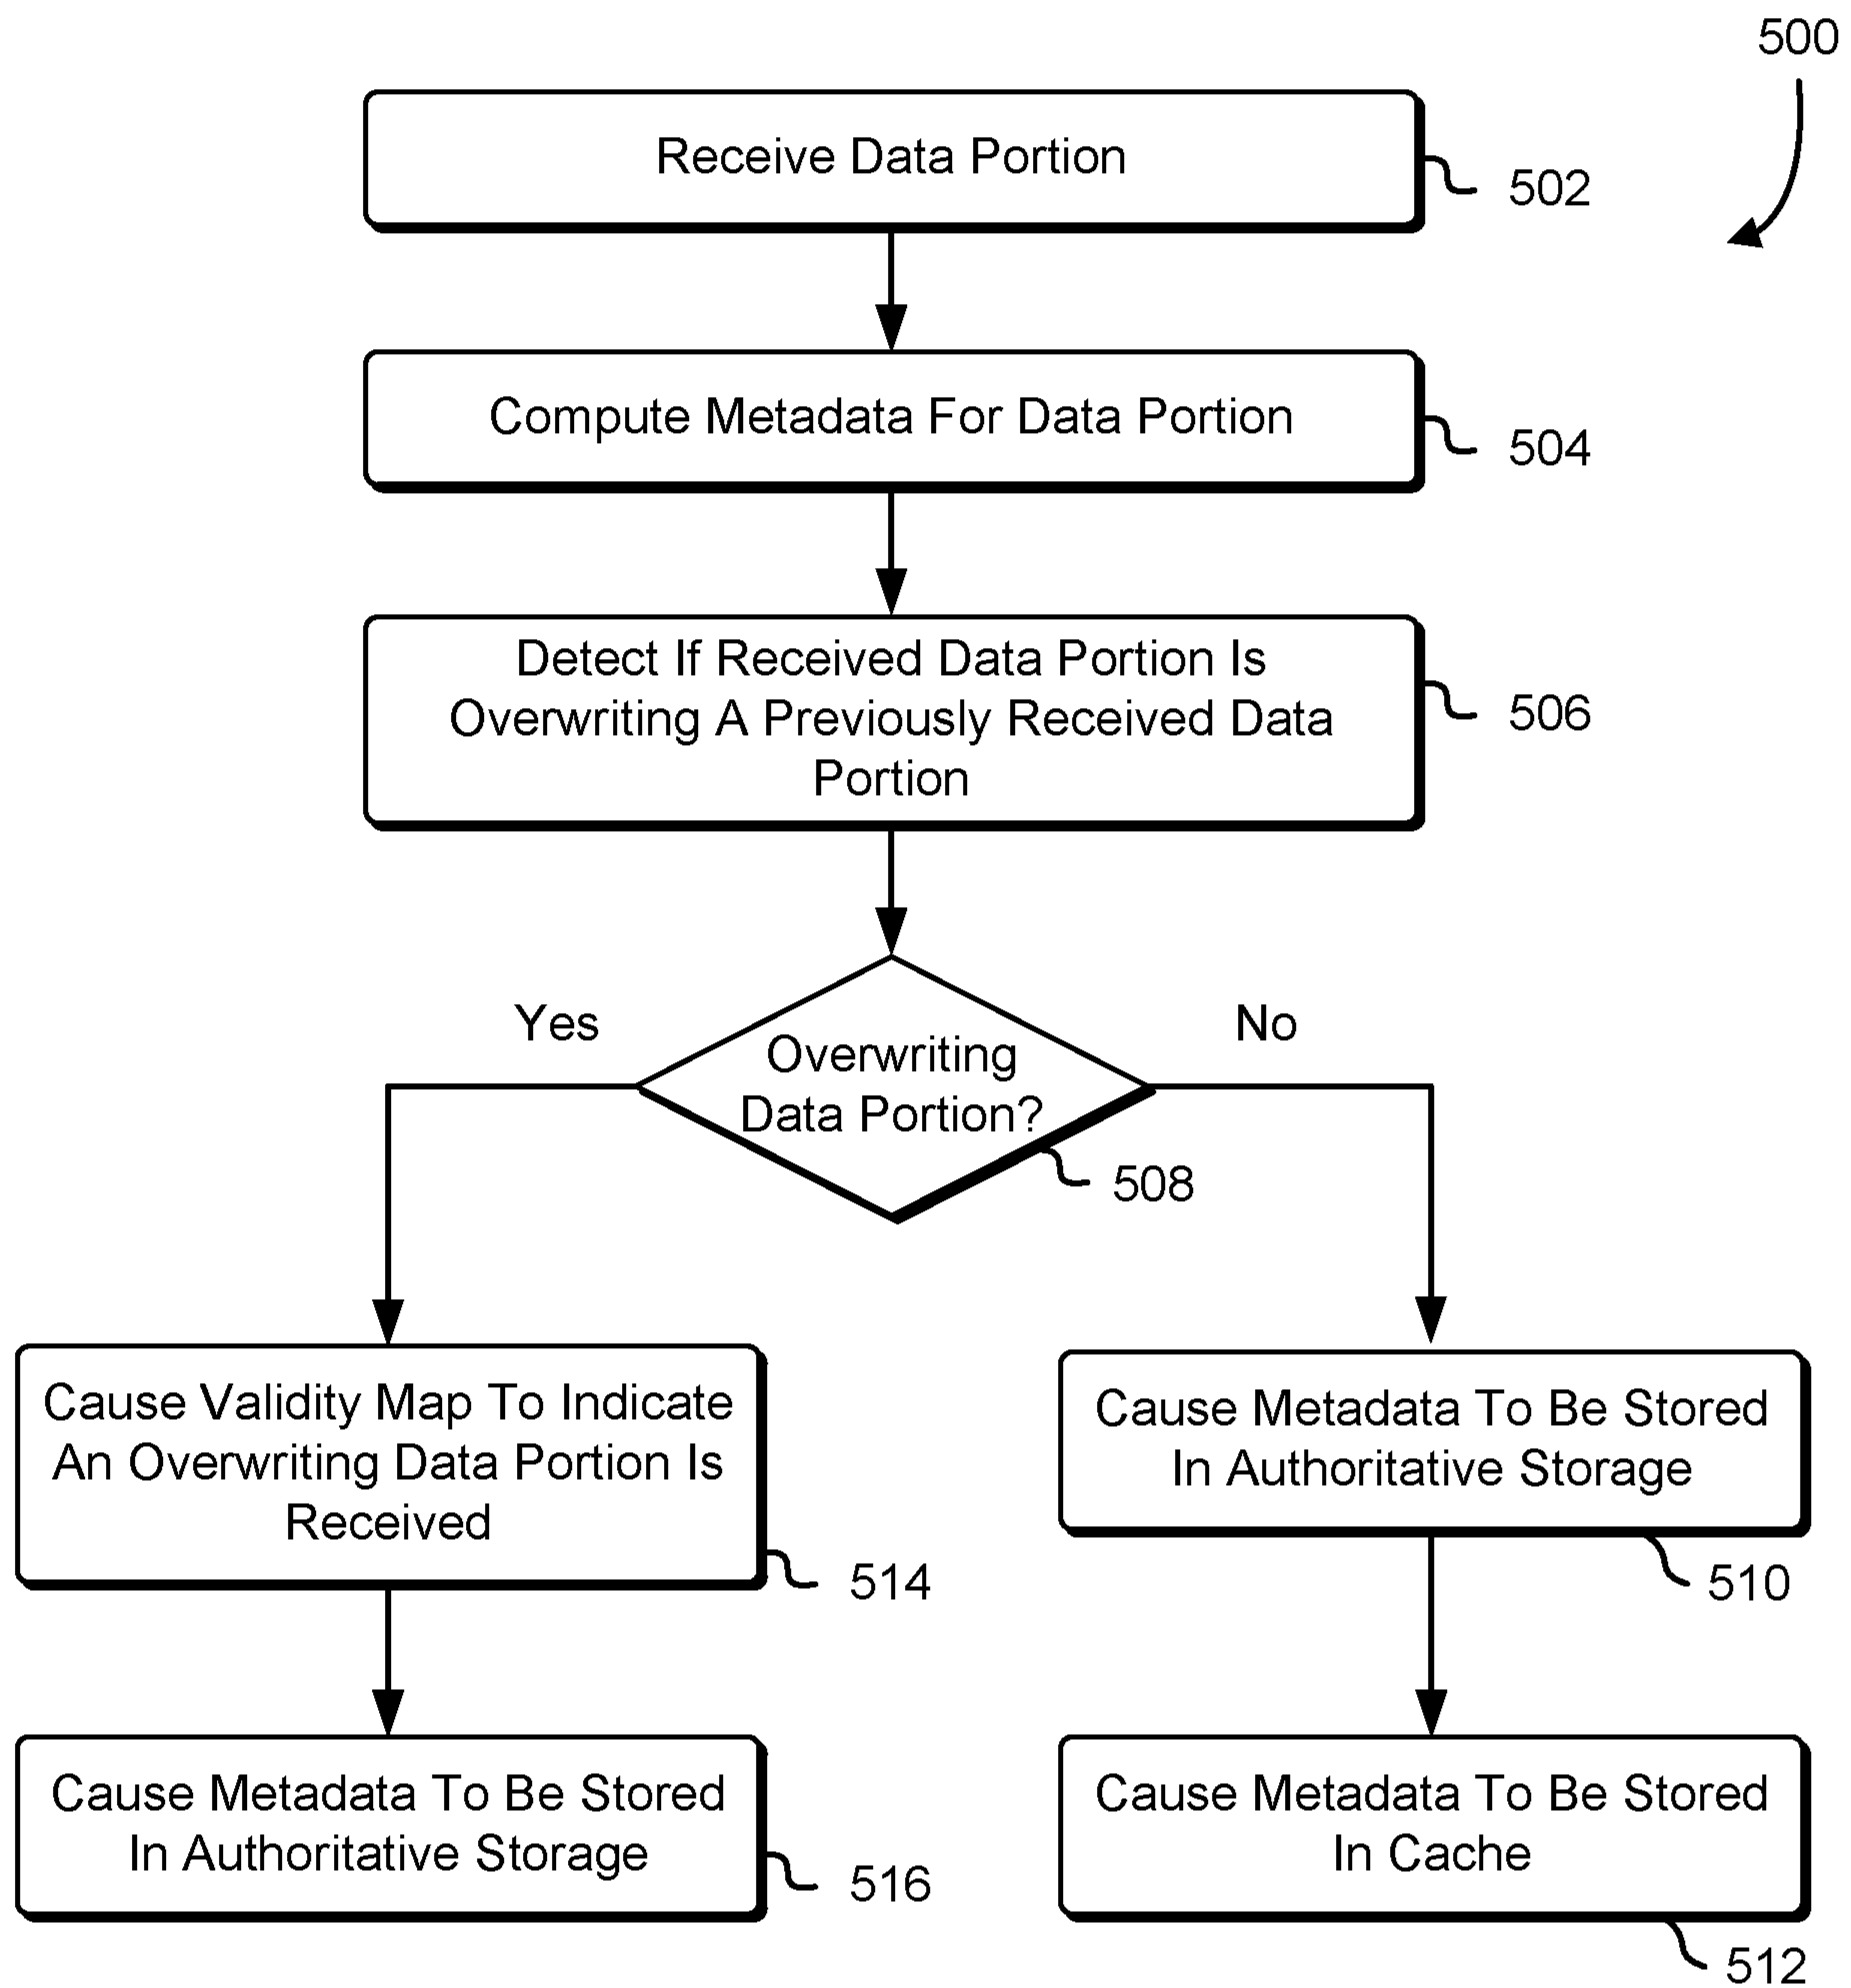 500
Receive Data Portion
502
Compute Metadata For Data Portion
504
Detect If Received Data Portion Is
Overwriting A Previously Received Data
Portion
506
Yes
No
Overwriting
Data Portion?
508
Cause Validity Map To Indicate
An Overwriting Data Portion Is
Received
514
Cause Metadata To Be Stored
In Authoritative Storage
510
Cause Metadata To Be Stored
In Authoritative Storage
516
Cause Metadata To Be Stored
In Cache
512